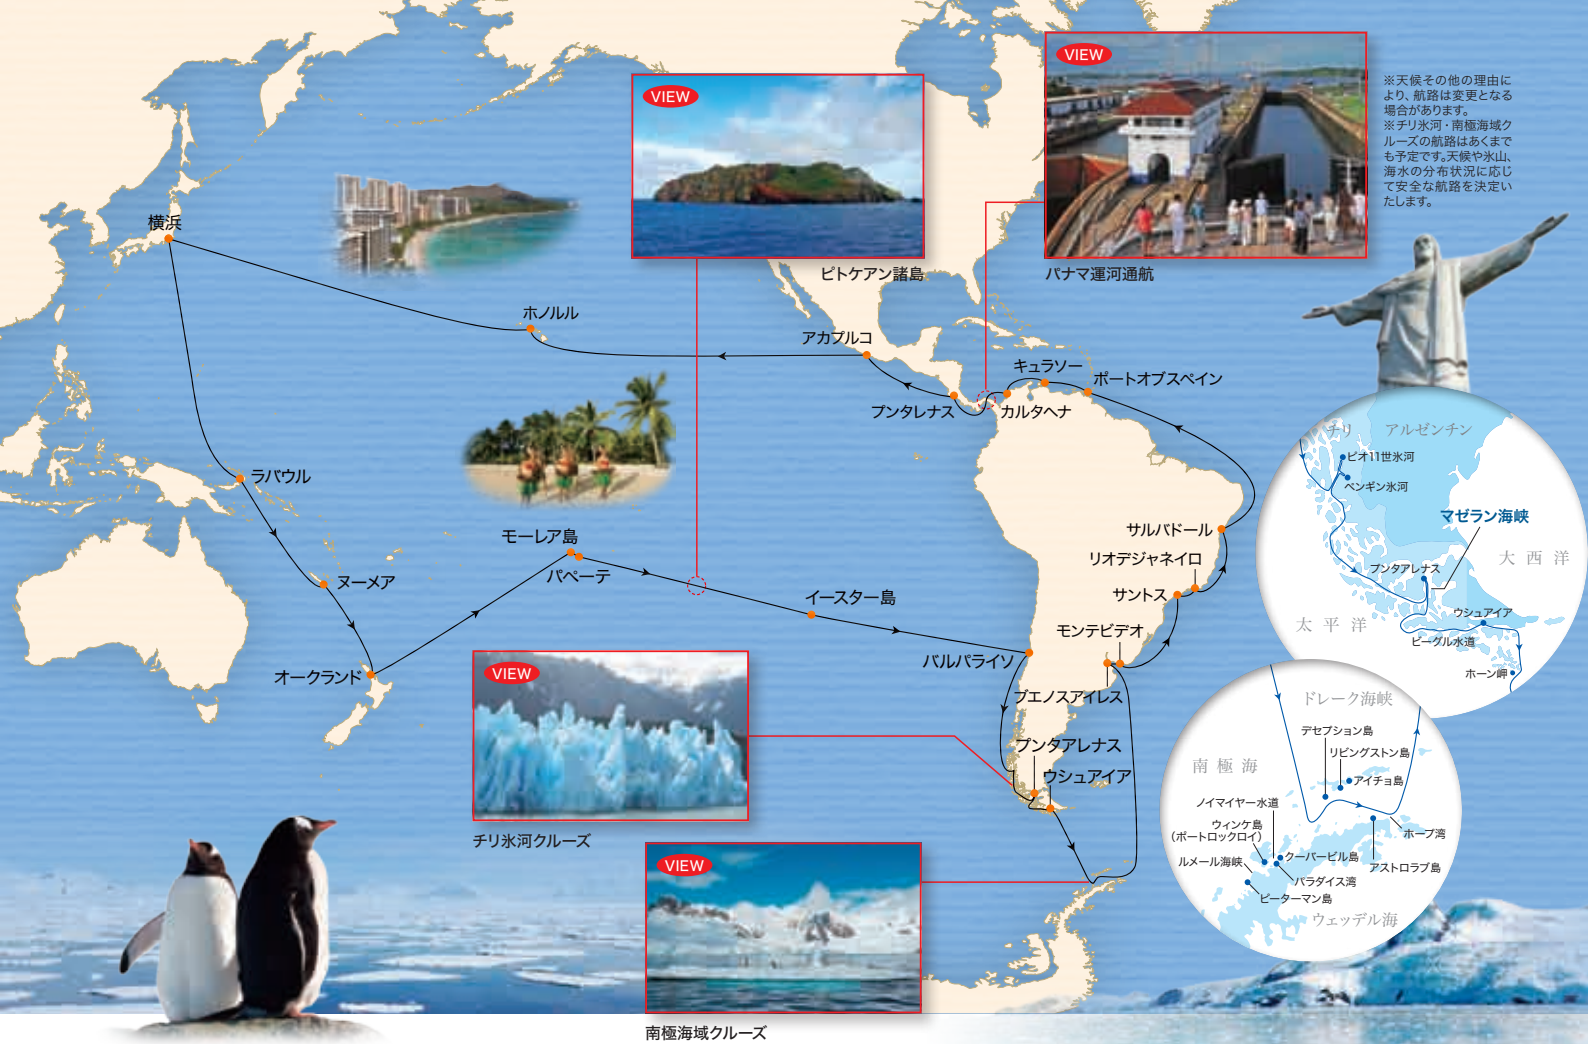 VIEW
ピトケアン諸島
VIEW
パナマ運河通航
※天候その他の理由に
より、航路は変更となる
場合があります。
※チリ氷河・南極海域ク
ルーズの航路はあくまで
も予定です。天候や氷山、
海氷の分布状況に応じ
て安全な航路を決定い
たします。
横浜
ホノルル
アカプルコ
キュラソー
ポートオブスペイン
プンタレナス
カルタヘナ
ラバウル
モーレア島
パペーテ
ヌーメア
イースター島
サルバドール
リオデジャネイロ
サントス
モンテビデオ
バルパライソ
ブエノスアイレス
オークランド
プンタアレナス
ウシュアイア
VIEW
チリ氷河クルーズ
VIEW
南極海域クルーズ
チリ
アルゼンチン
ピオ11世氷河
ペンギン氷河
マゼラン海峡
大西洋
プンタアレナス
ウシュアイア
太平洋
ビーグル水道
ホーン岬
ドレーク海峡
デセプション島
リビングストン島
南極海
アイチョ島
ノイマイヤー水道
ウィンケ島
(ポートロックロイ)
ホープ湾
ルメール海峡
クーバービル島
アストロラブ島
パラダイス湾
ピーターマン島
ウェッデル海